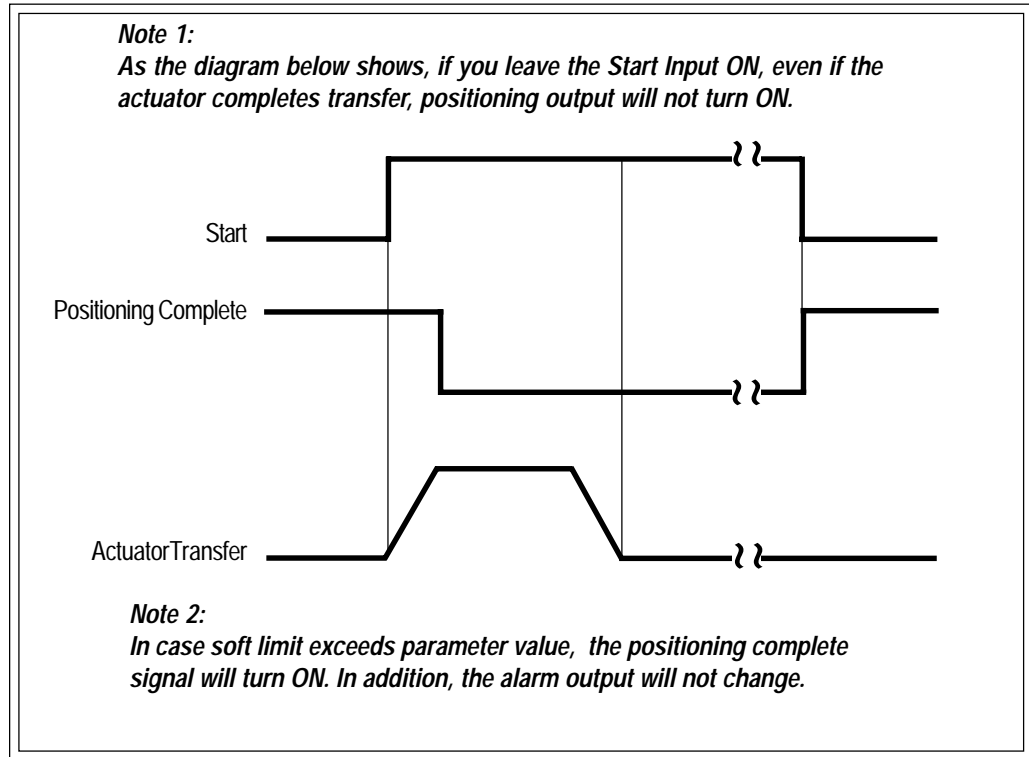 Note 1:
As the diagram below shows, if you leave the Start Input ON, even if the
actuator completes transfer, positioning output will not turn ON.
Start
Positioning Complete
ActuatorTransfer
Note 2:
In case soft limit exceeds parameter value, the positioning complete
signal will turn ON. In addition, the alarm output will not change.